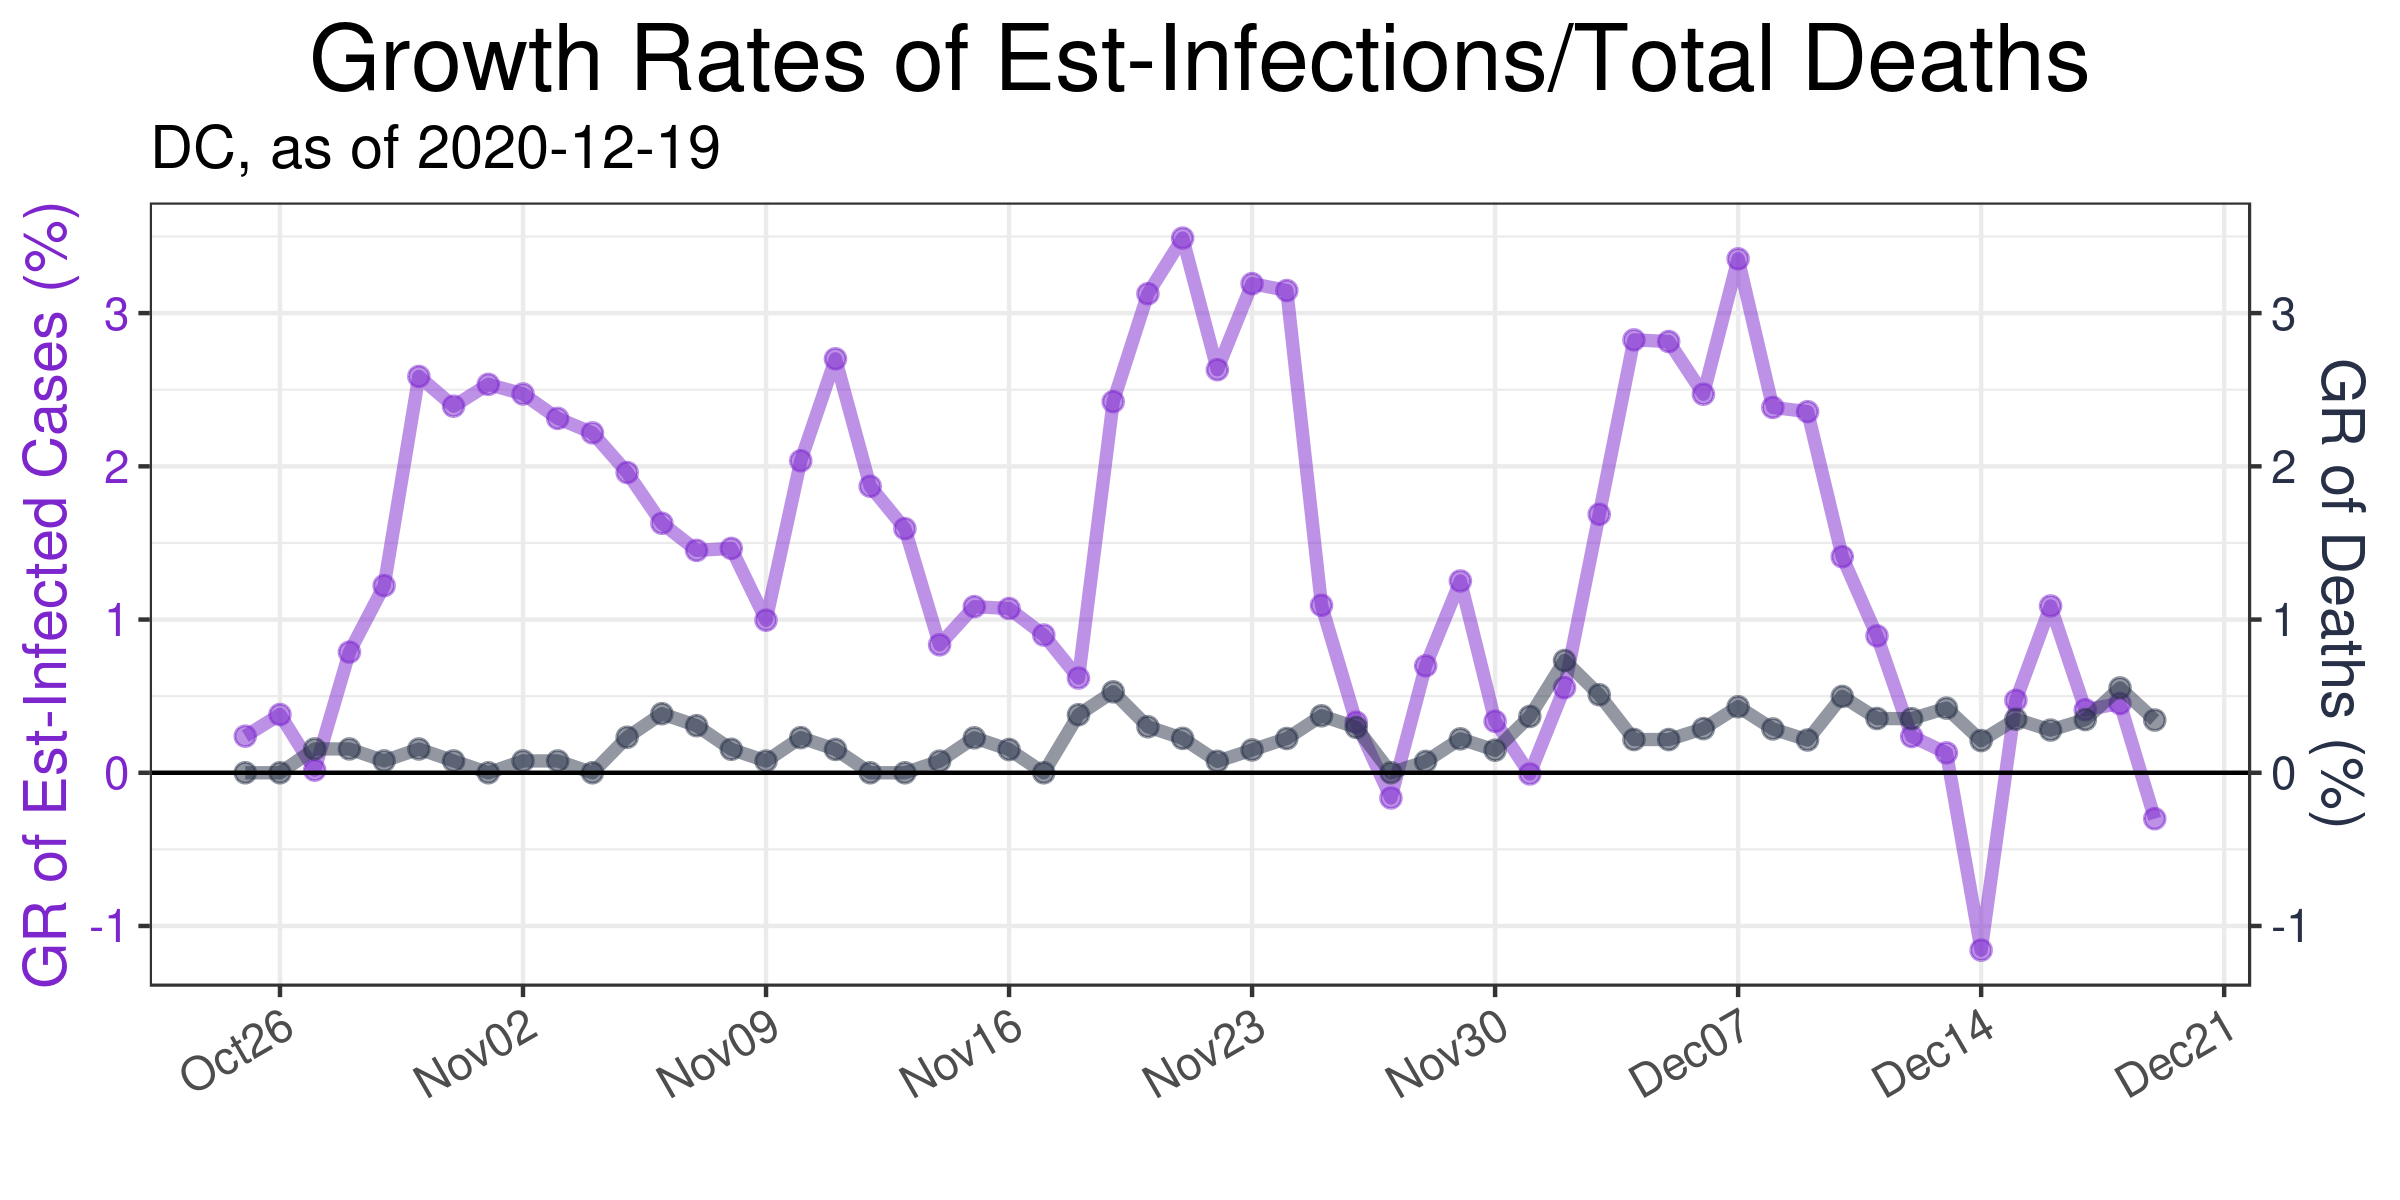 Growth Rates of Est-Infections/Total Deaths
DC, as of 2020-12-19
GR of Est-Infected Cases (%)
3
2
1
0
-1
3
2
1
0
-1
GR of Deaths (%)
Oct26
Nov02
Nov09
Nov16
Nov23
Nov30
Dec07
Dec14
Dec21